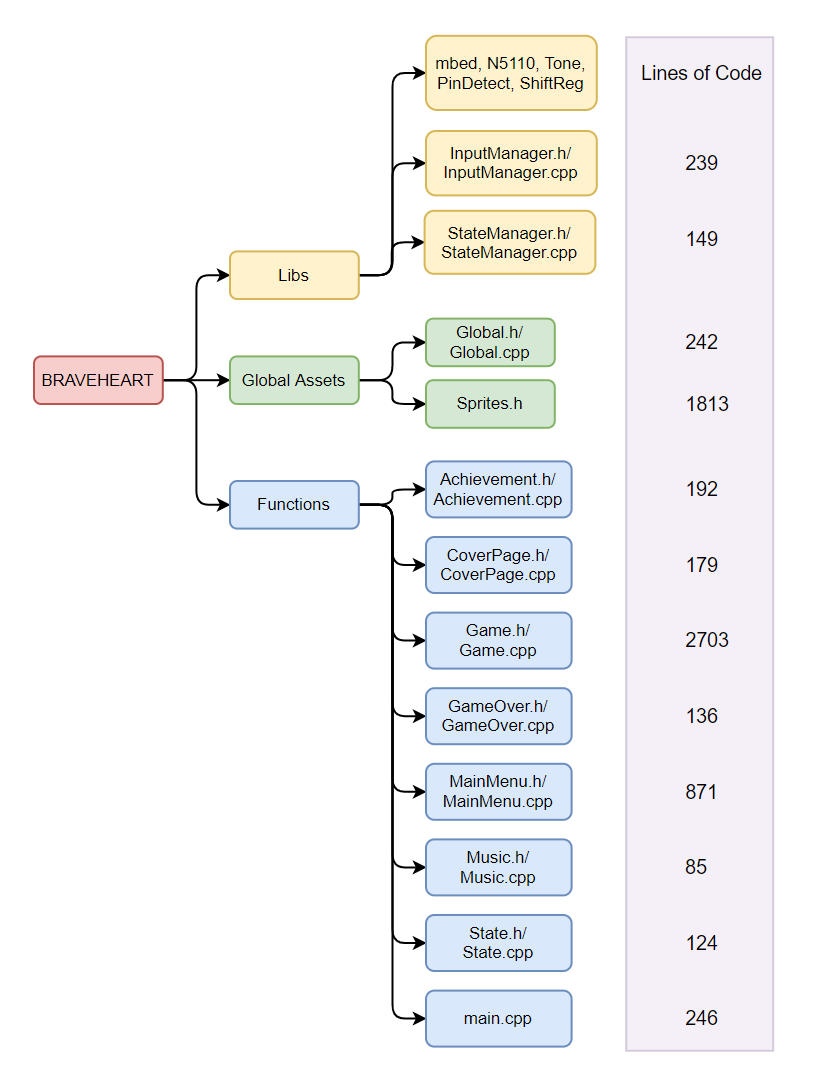 mbed, N5110, Tone,
PinDetect, ShiftReg
Lines of Code
InputManager.h/
InputManager.cpp
239
StateManager.h/
StateManager.cpp
149
Libs
Global.h/
Global.cpp
242
BRAVEHEART
Global Assets
Sprites.h
1813
Functions
Achievement.h/
Achievement.cpp
192
CoverPage.h/
CoverPage.cpp
179
Game.h/
Game.cpp
2703
GameOver.h/
GameOver.cpp
136
MainMenu.h/
MainMenu.cpp
871
Music.h/
Music.cpp
85
State.h/
State.cpp
124
main.cpp
246